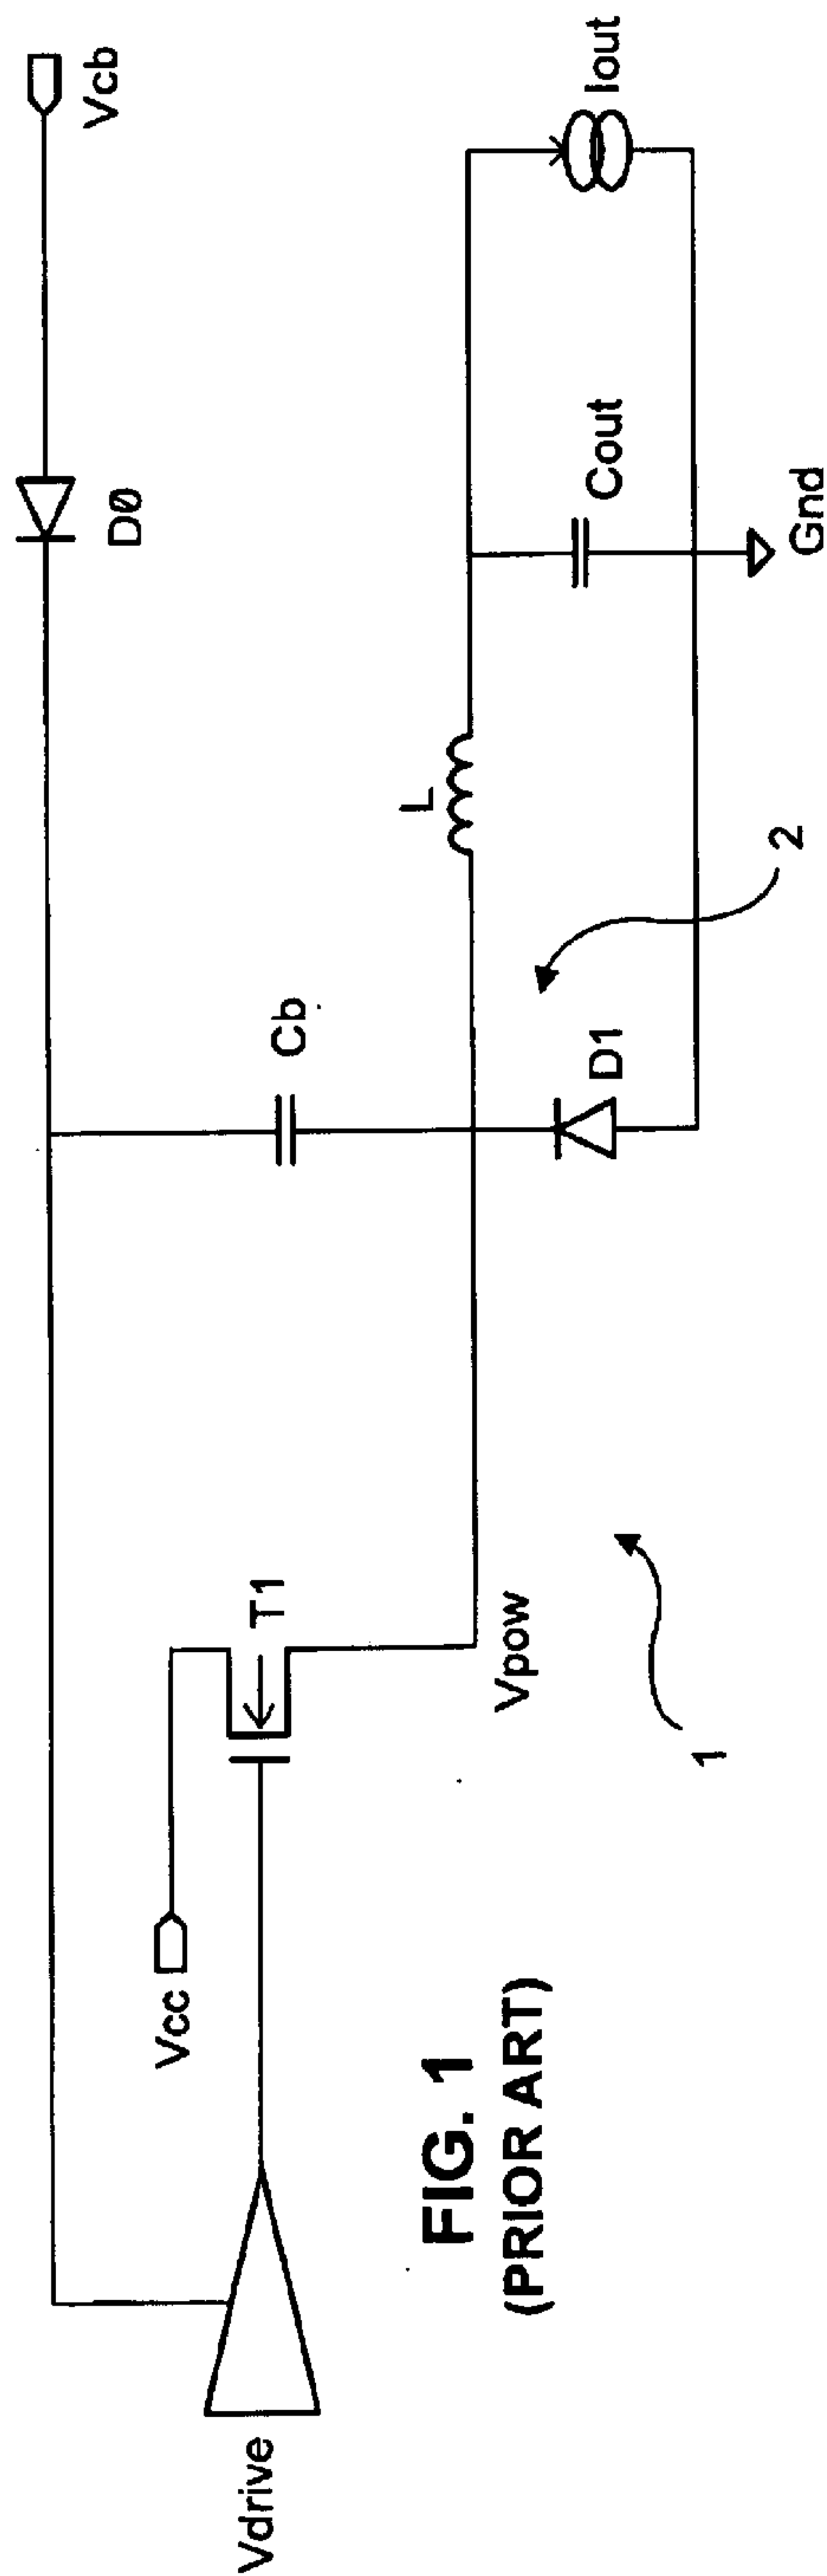 Vcb
D0
Iout
Cout
Gnd
L
2
Cb
D1
T1
Vcc
Vpow
1
Vdrive
FIG. 1
(PRIOR ART)